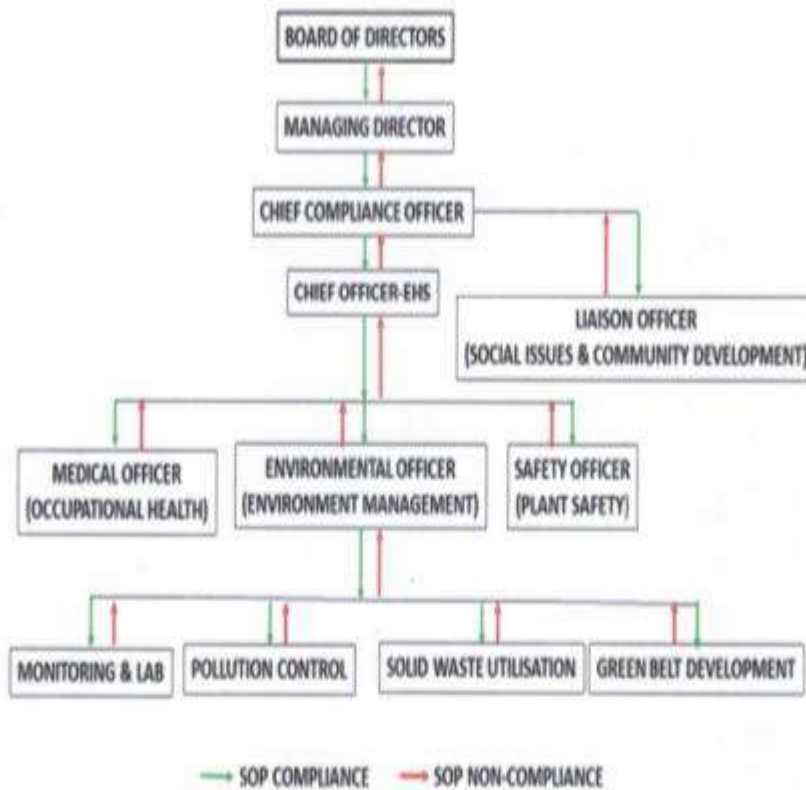 BOARD OF DIRECTORS
MANAGING DIRECTOR
CHIEF COMPLIANCE OFFICER
CHIEF OFFICER-EHS
LIAISON OFFICER
(SOCIAL ISSUES & COMMUNITY DEVELOPMENT)
MEDICAL OFFICER
(OCCUPATIONAL HEALTH)
ENVIRONMENTAL OFFICER
(ENVIRONMENT MANAGEMENT)
SAFETY OFFICER
(PLANT SAFETY)
MONITORING & LAB
POLLUTION CONTROL
SOLID WASTE UTILISATION
GREEN BELT DEVELOPMENT
SOP COMPLIANCE
SOP NON-COMPLIANCE